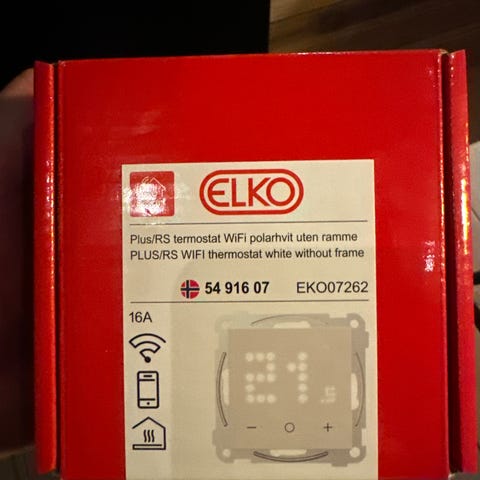 ELKO
Plus/RS termostat WiFi polarhvit uten ramme
PLUS/RS WIFI thermostat white without frame
54 916 07 EKO07262
16A
21.
- +